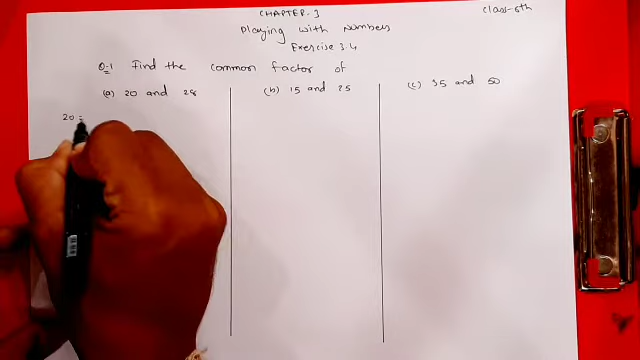 CHAPTER-3
Class-6th
Playing with Numbers
Exercise 3.4
Q.1 Find the common factor of
(a) 20 and 28
(b) 15 and 25
(c) 35 and 50
20 =